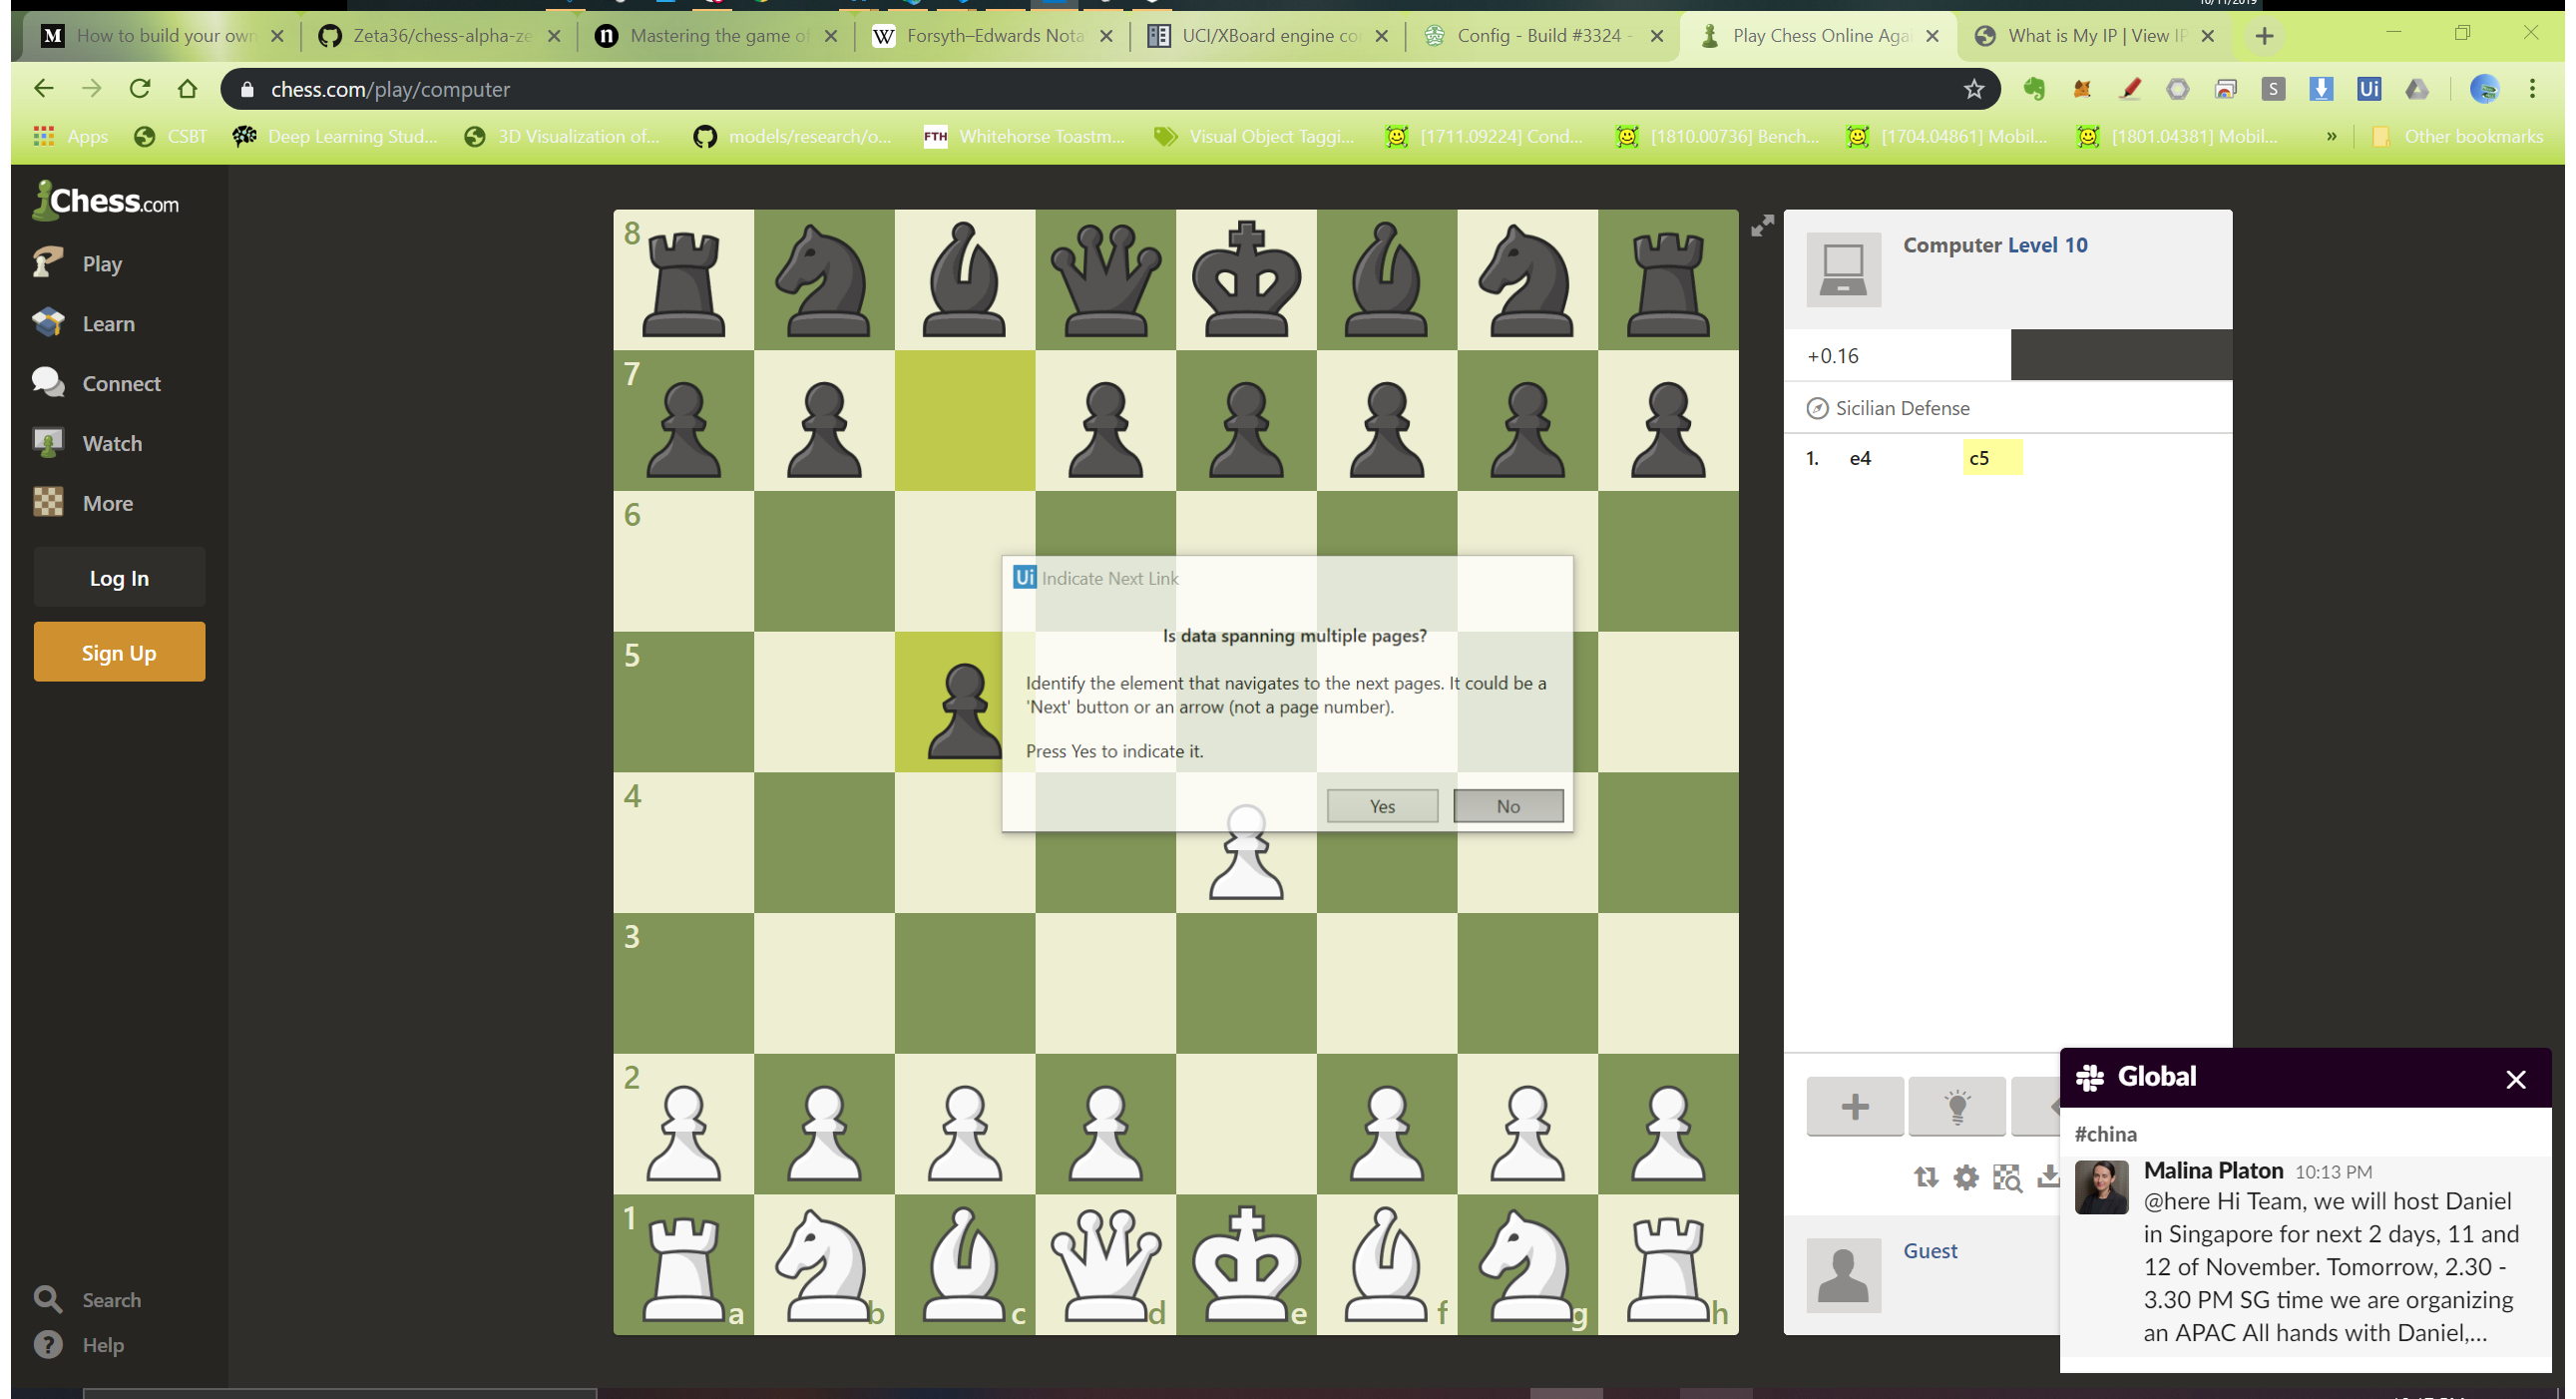 10/11/2019
How to build your own
Zeta36/chess-alpha-ze
Mastering the game of
Forsyth–Edwards Nota
UCI/XBoard engine co
Config - Build #3324 -
Play Chess Online Aga
What is My IP | View IP
chess.com/play/computer
Apps
CSBT
Deep Learning Stud...
3D Visualization of...
models/research/o...
FTH Whitehorse Toastm...
Visual Object Taggi...
[1711.09224] Cond...
[1810.00736] Bench...
[1704.04861] Mobil...
[1801.04381] Mobil...
» Other bookmarks
Chess.com
Play
Learn
Connect
Watch
More
Log In
Sign Up
Search
Help
8
7
6
5
4
3
2
1
a b c d e f g h
Ui Indicate Next Link
Is data spanning multiple pages?
Identify the element that navigates to the next pages. It could be a
'Next' button or an arrow (not a page number).
Press Yes to indicate it.
Yes No
Computer Level 10
+0.16
Sicilian Defense
1. e4 c5
Guest
Global
#china
Malina Platon 10:13 PM
@here Hi Team, we will host Daniel
in Singapore for next 2 days, 11 and
12 of November. Tomorrow, 2.30 -
3.30 PM SG time we are organizing
an APAC All hands with Daniel,...